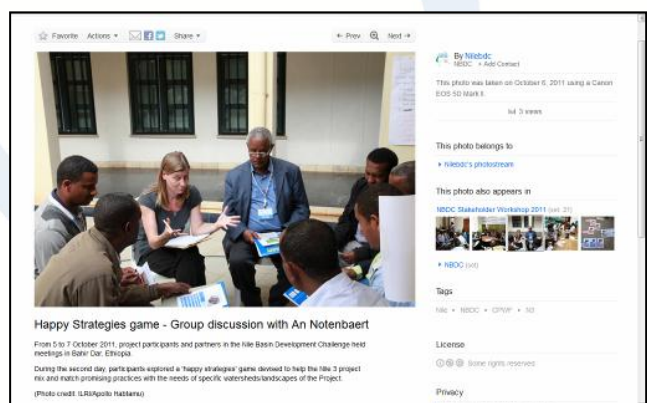 Favorite Actions Share
← Prev Next →
Happy Strategies game - Group discussion with An Notenbaert
From 5 to 7 October 2011, project participants and partners in the Nile Basin Development Challenge held
meetings in Bahir Dar, Ethiopia.
During the second day, participants explored a 'happy strategies' game devised to help the Nile 3 project
mix and match promising practices with the needs of specific watersheds/landscapes of the Project.
(Photo credit: ILRI/Apollo Habtamu)
By Nilebdc
NBDC + Add Contact
This photo was taken on October 6, 2011 using a Canon
EOS 5D Mark II.
3 views
This photo belongs to
Nilebdc's photostream
This photo also appears in
NBDC Stakeholder Workshop 2011 (set: 21)
NBDC (set)
Tags
Nile • NBDC • CPWF • N3
License
Some rights reserved
Privacy